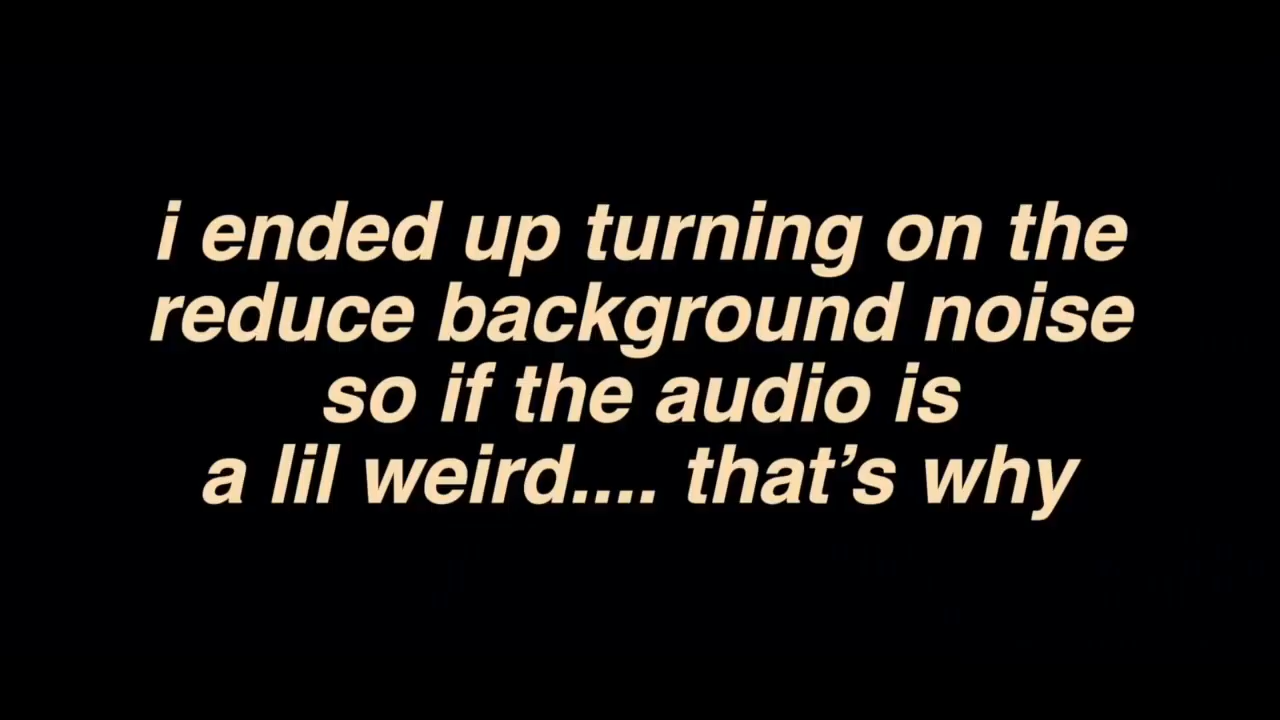 i ended up turning on the
reduce background noise
so if the audio is
a lil weird.... that’s why